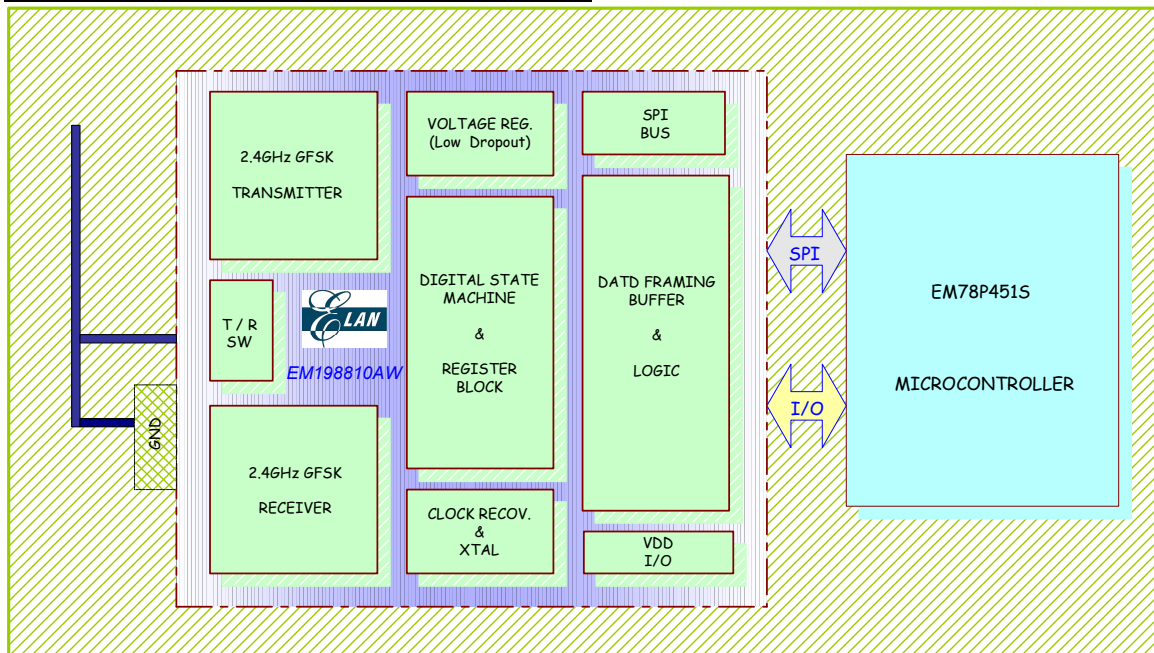 2.4GHz GFSK
TRANSMITTER
T / R
SW
ELAN
EM198810AW
2.4GHz GFSK
RECEIVER
GND
VOLTAGE REG.
(Low Dropout)
DIGITAL STATE
MACHINE
&
REGISTER
BLOCK
CLOCK RECOV.
&
XTAL
SPI
BUS
DATD FRAMING
BUFFER
&
LOGIC
VDD
I/O
SPI
I/O
EM78P451S
MICROCONTROLLER